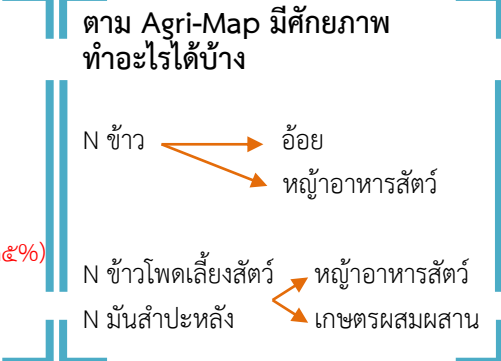 ตาม Agri-Map มีศักยภาพ
ทำอะไรได้บ้าง
N ข้าว อ้อย
หญ้าอาหารสัตว์
๕%)
N ข้าวโพดเลี้ยงสัตว์ หญ้าอาหารสัตว์
N มันสำปะหลัง เกษตรผสมผสาน